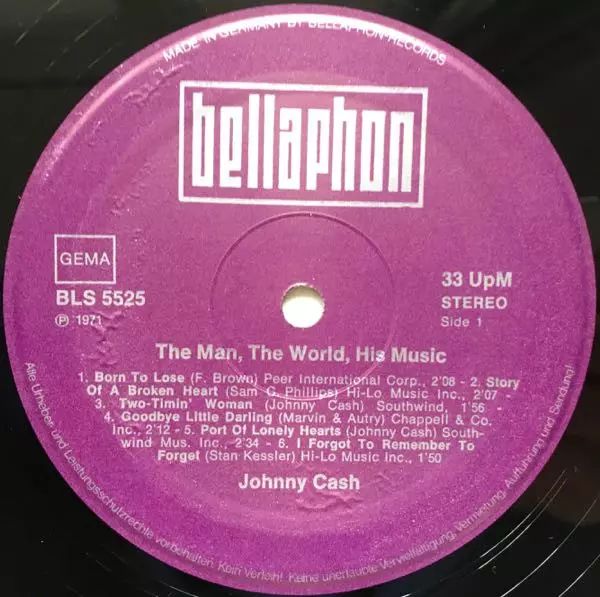 MADE IN GERMANY BY BELLAPHON-RECORDS
bellaphon
GEMA
BLS 5525
℗ 1971
33 UpM
STEREO
Side 1
The Man, The World, His Music
1. Born To Lose (F. Brown) Peer International Corp., 2'08 - 2. Story
Of A Broken Heart (Sam C. Phillips) Hi-Lo Music Inc., 2'07 -
3. Two-Timin' Woman (Johnny Cash) Southwind, 1'56 -
4. Goodbye Little Darling (Marvin & Autry) Chappell & Co.
Inc., 2'12 - 5. Port Of Lonely Hearts (Johnny Cash) South-
wind Mus. Inc., 2'34 - 6. I Forgot To Remember To
Forget (Stan Kessler) Hi-Lo Music Inc., 1'50
Johnny Cash
Alle Urheber- und Leistungsschutzrechte vorbehalten. Kein Verleih! Keine unerlaubte Vervielfältigung, Vermietung, Aufführung und Sendung!